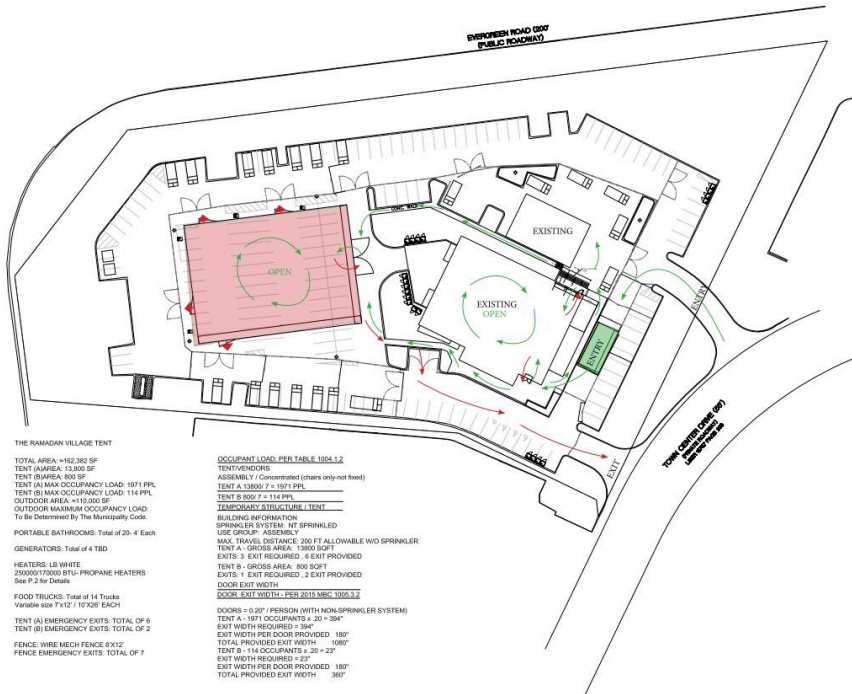 EVERGREEN ROAD (200'
(PUBLIC ROADWAY)
CONC. WALK
EXISTING
OPEN
EXISTING
OPEN
ENTRY
ENTRY
EXIT
TOWN CENTER DRIVE (80')
(PRIVATE ROADWAY)
THE RAMADAN VILLAGE TENT
TOTAL AREA: ≈162,382 SF
TENT (A)AREA: 13,800 SF
TENT (B)AREA: 800 SF
TENT (A) MAX OCCUPANCY LOAD: 1971 PPL
TENT (B) MAX OCCUPANCY LOAD: 114 PPL
OUTDOOR AREA: ≈110,000 SF
OUTDOOR MAXIMUM OCCUPANCY LOAD:
To Be Determined By The Municipality Code.
PORTABLE BATHROOMS: Total of 20- 4' Each
GENERATORS: Total of 4 TBD
HEATERS: LB WHITE
250000/170000 BTU- PROPANE HEATERS
See P.2 for Details
FOOD TRUCKS: Total of 14 Trucks
Variable size 7'x12' / 10'X26' EACH
TENT (A) EMERGENCY EXITS: TOTAL OF 6
TENT (B) EMERGENCY EXITS: TOTAL OF 2
FENCE: WIRE MECH FENCE 8'X12'
FENCE EMERGENCY EXITS: TOTAL OF 7
OCCUPANT LOAD: PER TABLE 1004.1.2
TENT/VENDORS
ASSEMBLY / Concentrated (chairs only-not fixed)
TENT A 13800/ 7 = 1971 PPL
TENT B 800/ 7 = 114 PPL
TEMPORARY STRUCTURE / TENT
BUILDING INFORMATION
SPRINKLER SYSTEM: NT SPRINKLED
USE GROUP: ASSEMBLY
MAX. TRAVEL DISTANCE: 200 FT ALLOWABLE W/O SPRINKLER
TENT A - GROSS AREA: 13800 SQFT
EXITS: 3 EXIT REQUIRED , 6 EXIT PROVIDED
TENT B - GROSS AREA: 800 SQFT
EXITS: 1 EXIT REQUIRED , 2 EXIT PROVIDED
DOOR EXIT WIDTH
DOOR EXIT WIDTH - PER 2015 MBC 1005.3.2
DOORS = 0.20" / PERSON (WITH NON-SPRINKLER SYSTEM)
TENT A - 1971 OCCUPANTS x .20 = 394"
EXIT WIDTH REQUIRED = 394"
EXIT WIDTH PER DOOR PROVIDED 180"
TOTAL PROVIDED EXIT WIDTH 1080"
TENT B - 114 OCCUPANTS x .20 = 23"
EXIT WIDTH REQUIRED = 23"
EXIT WIDTH PER DOOR PROVIDED 180"
TOTAL PROVIDED EXIT WIDTH 360"